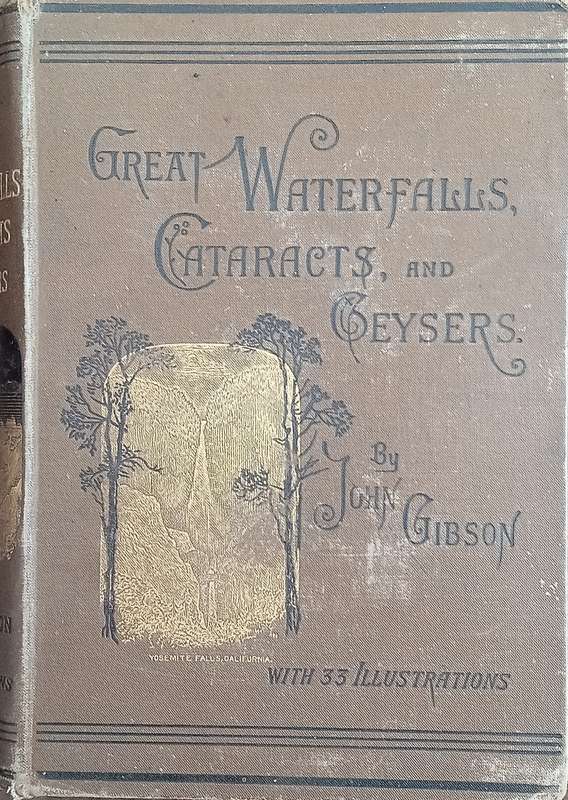 GREAT WATERFALLS,
CATARACTS, AND
GEYSERS.
By
JOHN
GIBSON
YOSEMITE FALLS, CALIFORNIA.
WITH 33 ILLUSTRATIONS